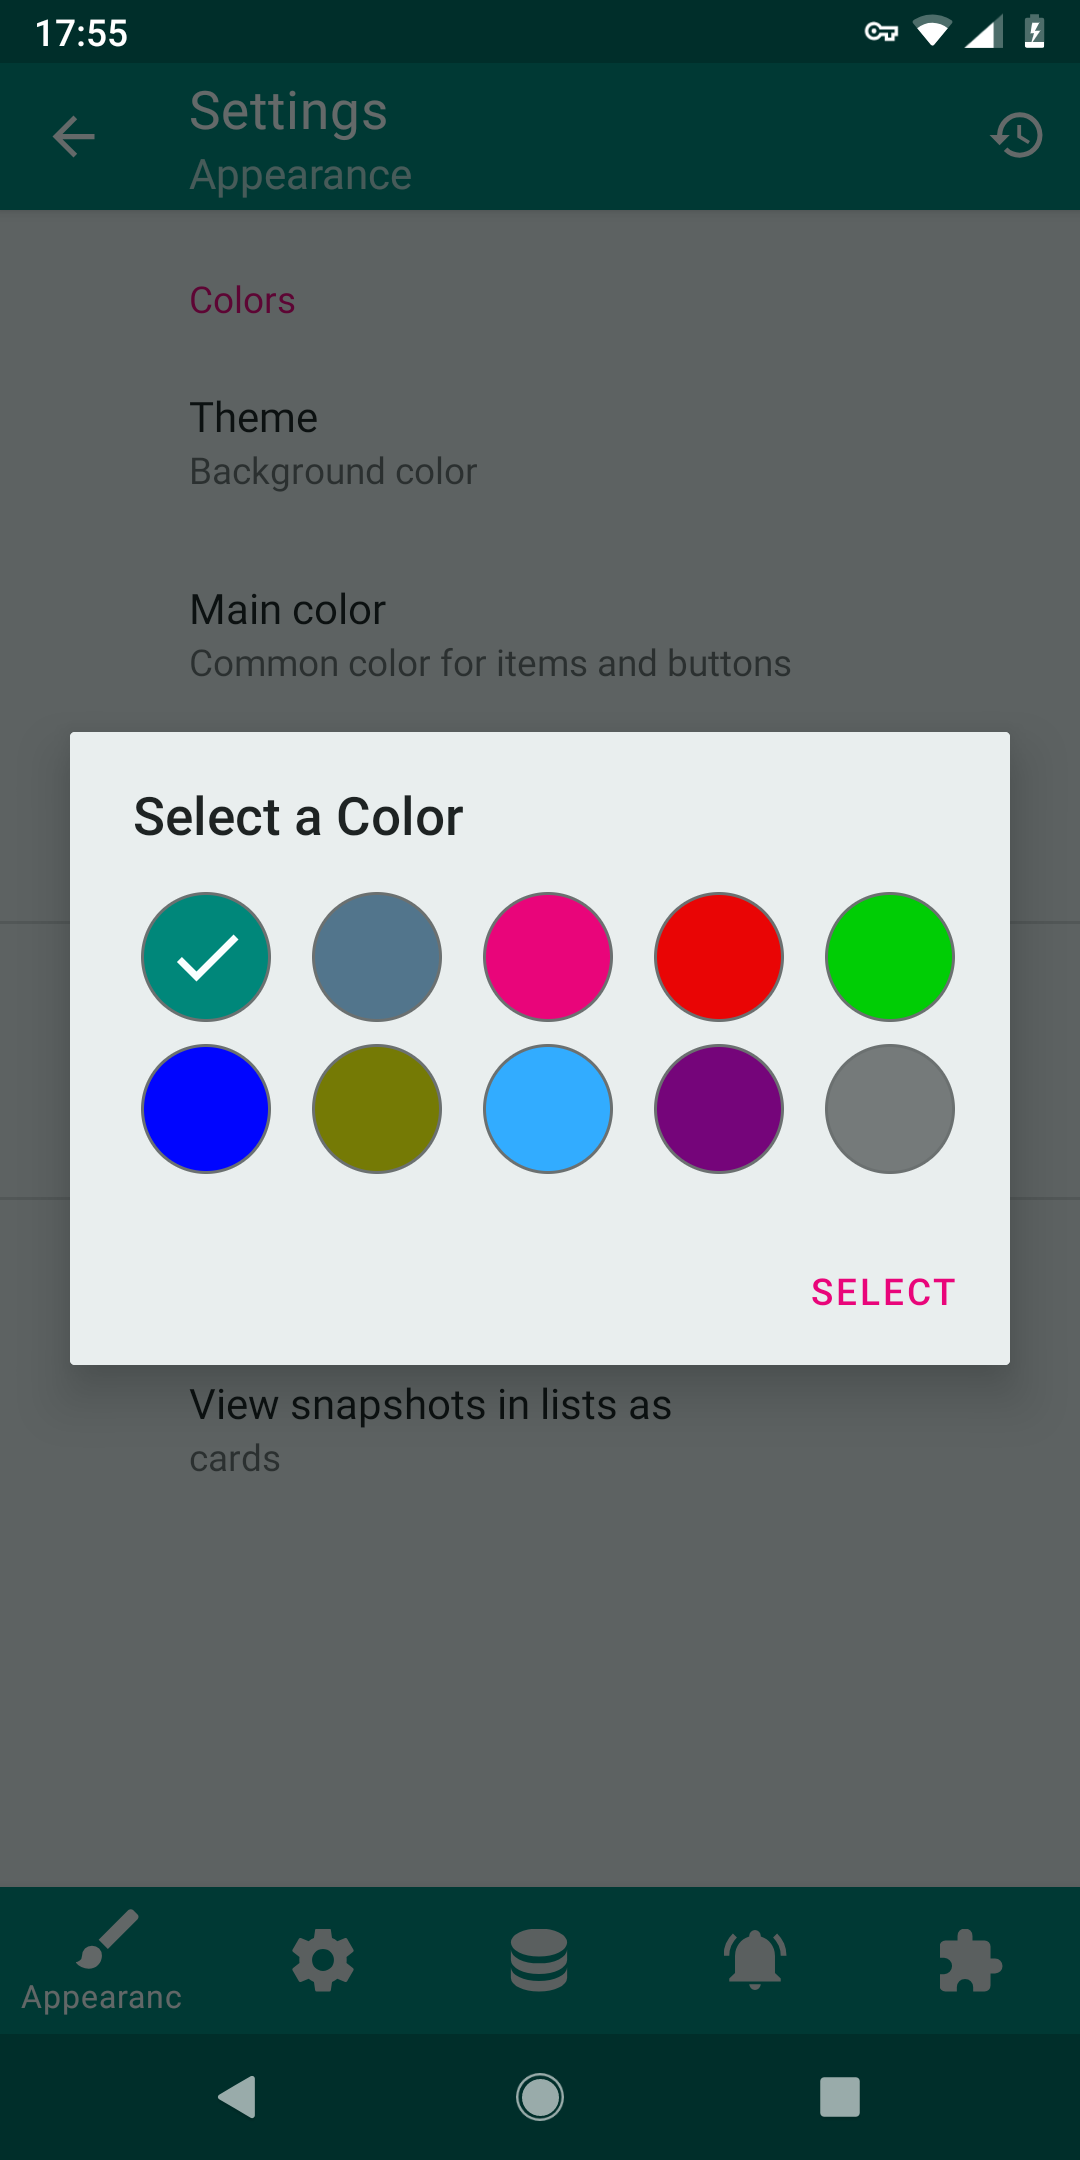 17:55
Settings
Appearance
Colors
Theme
Background color
Main color
Common color for items and buttons
Select a Color
SELECT
View snapshots in lists as
cards
Appearanc